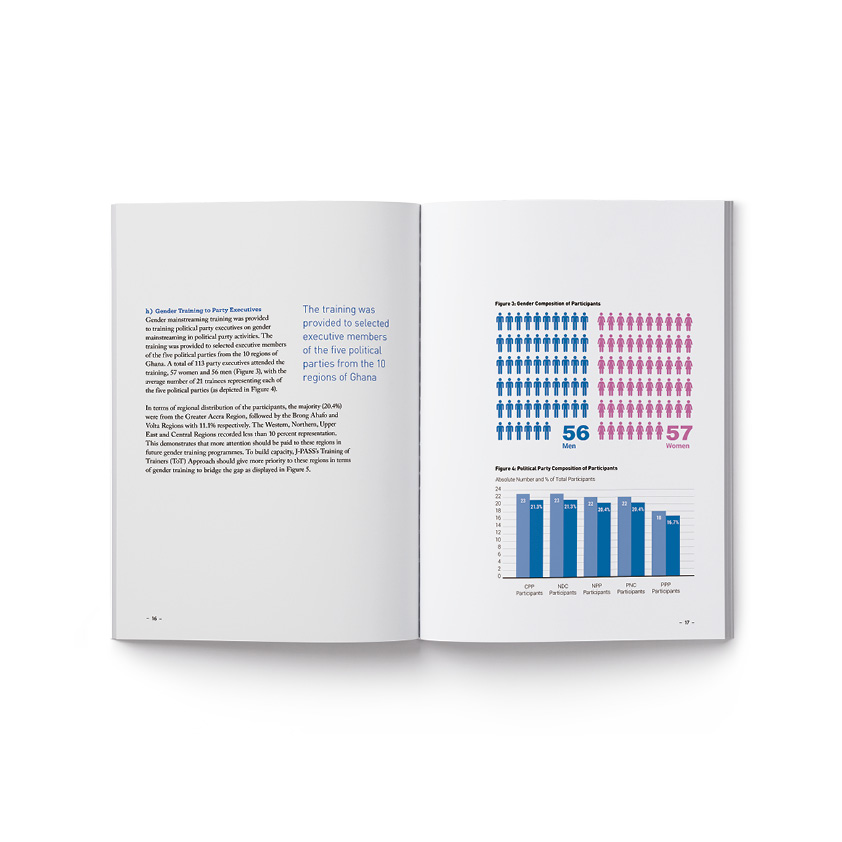 h) Gender Training to Party Executives
Gender mainstreaming training was provided
to training political party executives on gender
mainstreaming in political party activities. The
training was provided to selected executive members
of the five political parties from the 10 regions of
Ghana. A total of 113 party executives attended the
training, 57 women and 56 men (Figure 3), with the
average number of 21 trainees representing each of
the five political parties (as depicted in Figure 4).
In terms of regional distribution of the participants, the majority (20.4%)
were from the Greater Accra Region, followed by the Brong Ahafo and
Volta Regions with 11.1% respectively. The Western, Northern, Upper
East and Central Regions recorded less than 10 percent representation.
This demonstrates that more attention should be paid to these regions in
future gender training programmes. To build capacity, J-PASS's Training of
Trainers (ToT) Approach should give more priority to these regions in terms
of gender training to bridge the gap as displayed in Figure 5.
The training was
provided to selected
executive members
of the five political
parties from the 10
regions of Ghana
– 16 –
Figure 3: Gender Composition of Participants
56
Men
57
Women
Figure 4: Political Party Composition of Participants
Absolute Number and % of Total Participants
24
22
20
18
16
14
12
10
8
6
4
2
0
23 21.3% 23 21.3% 22 20.4% 22 20.4% 18 16.7%
CPP NDC NPP PNC PPP
Participants Participants Participants Participants Participants
– 17 –